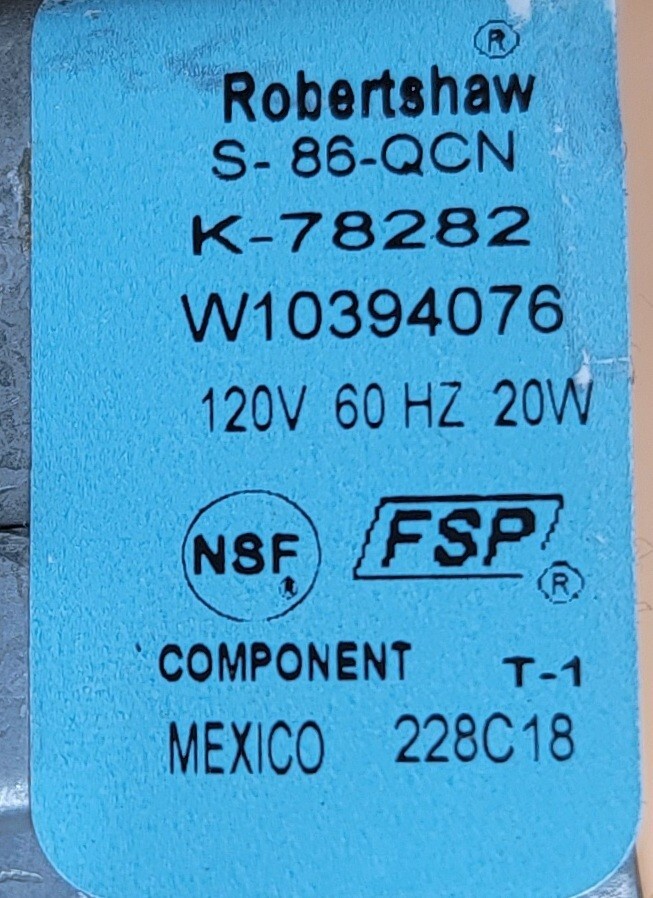 ®
Robertshaw
S- 86-QCN
K-78282
W10394076
120V 60 HZ 20W
NSF FSP ®
COMPONENT T-1
MEXICO 228C18